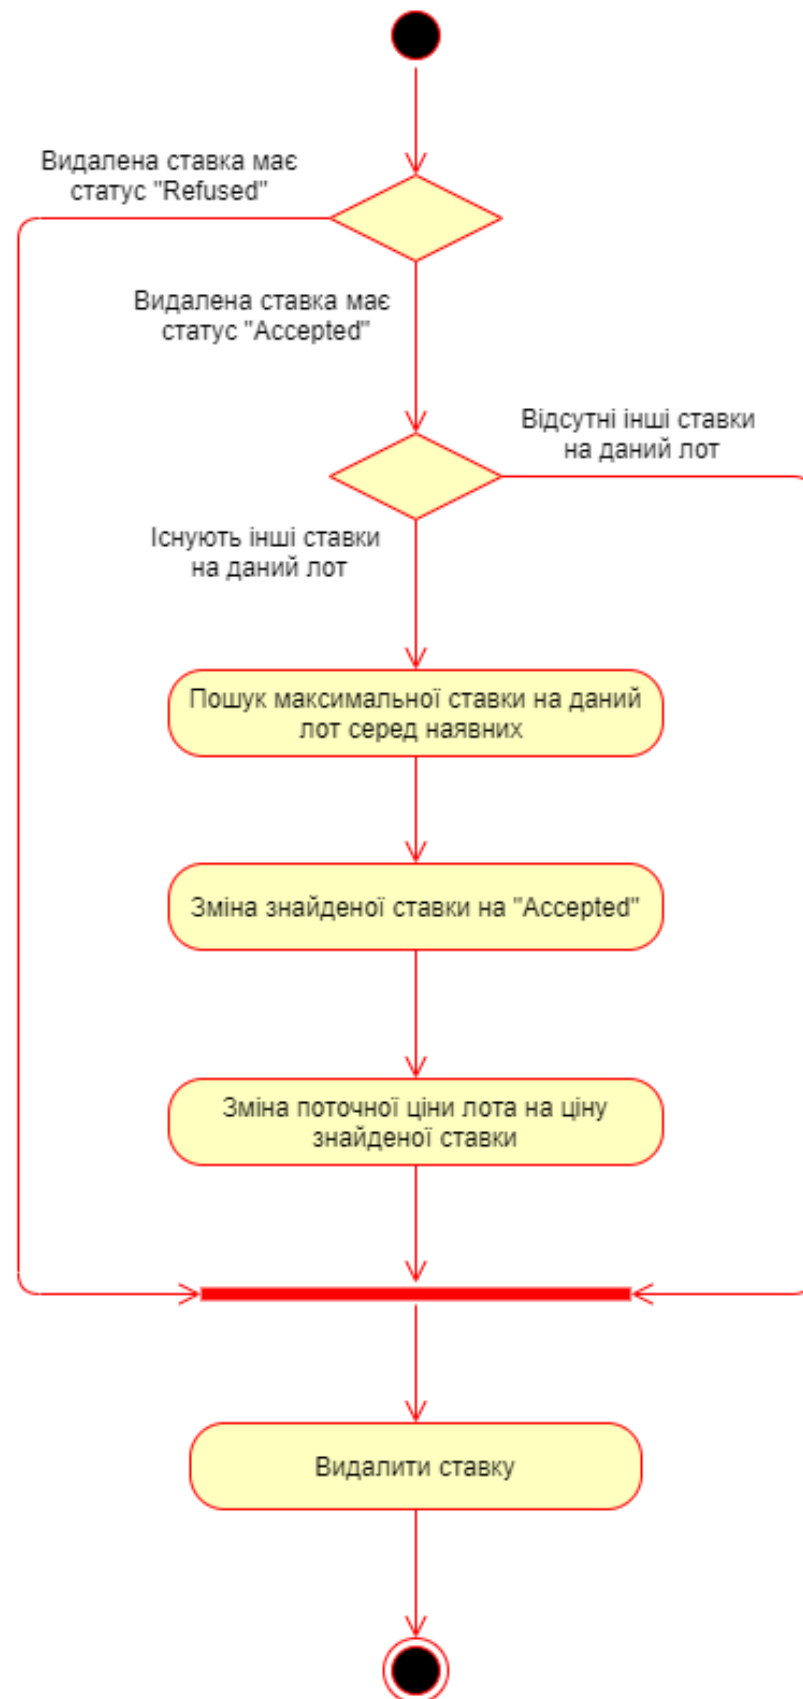 Видалена ставка має
статус "Refused"
Видалена ставка має
статус "Accepted"
Відсутні інші ставки
на даний лот
Існують інші ставки
на даний лот
Пошук максимальної ставки на даний
лот серед наявних
Зміна знайденої ставки на "Accepted"
Зміна поточної ціни лота на ціну
знайденої ставки
Видалити ставку